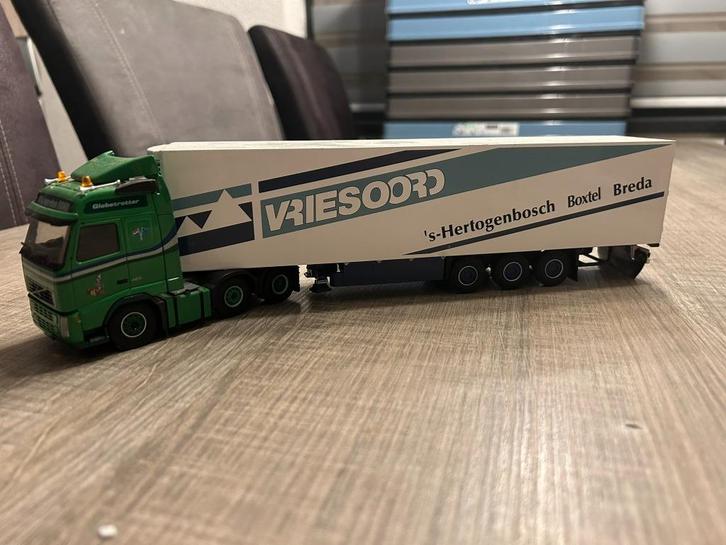 Globetrotter
VRIESOORD
's-Hertogenbosch Boxtel Breda